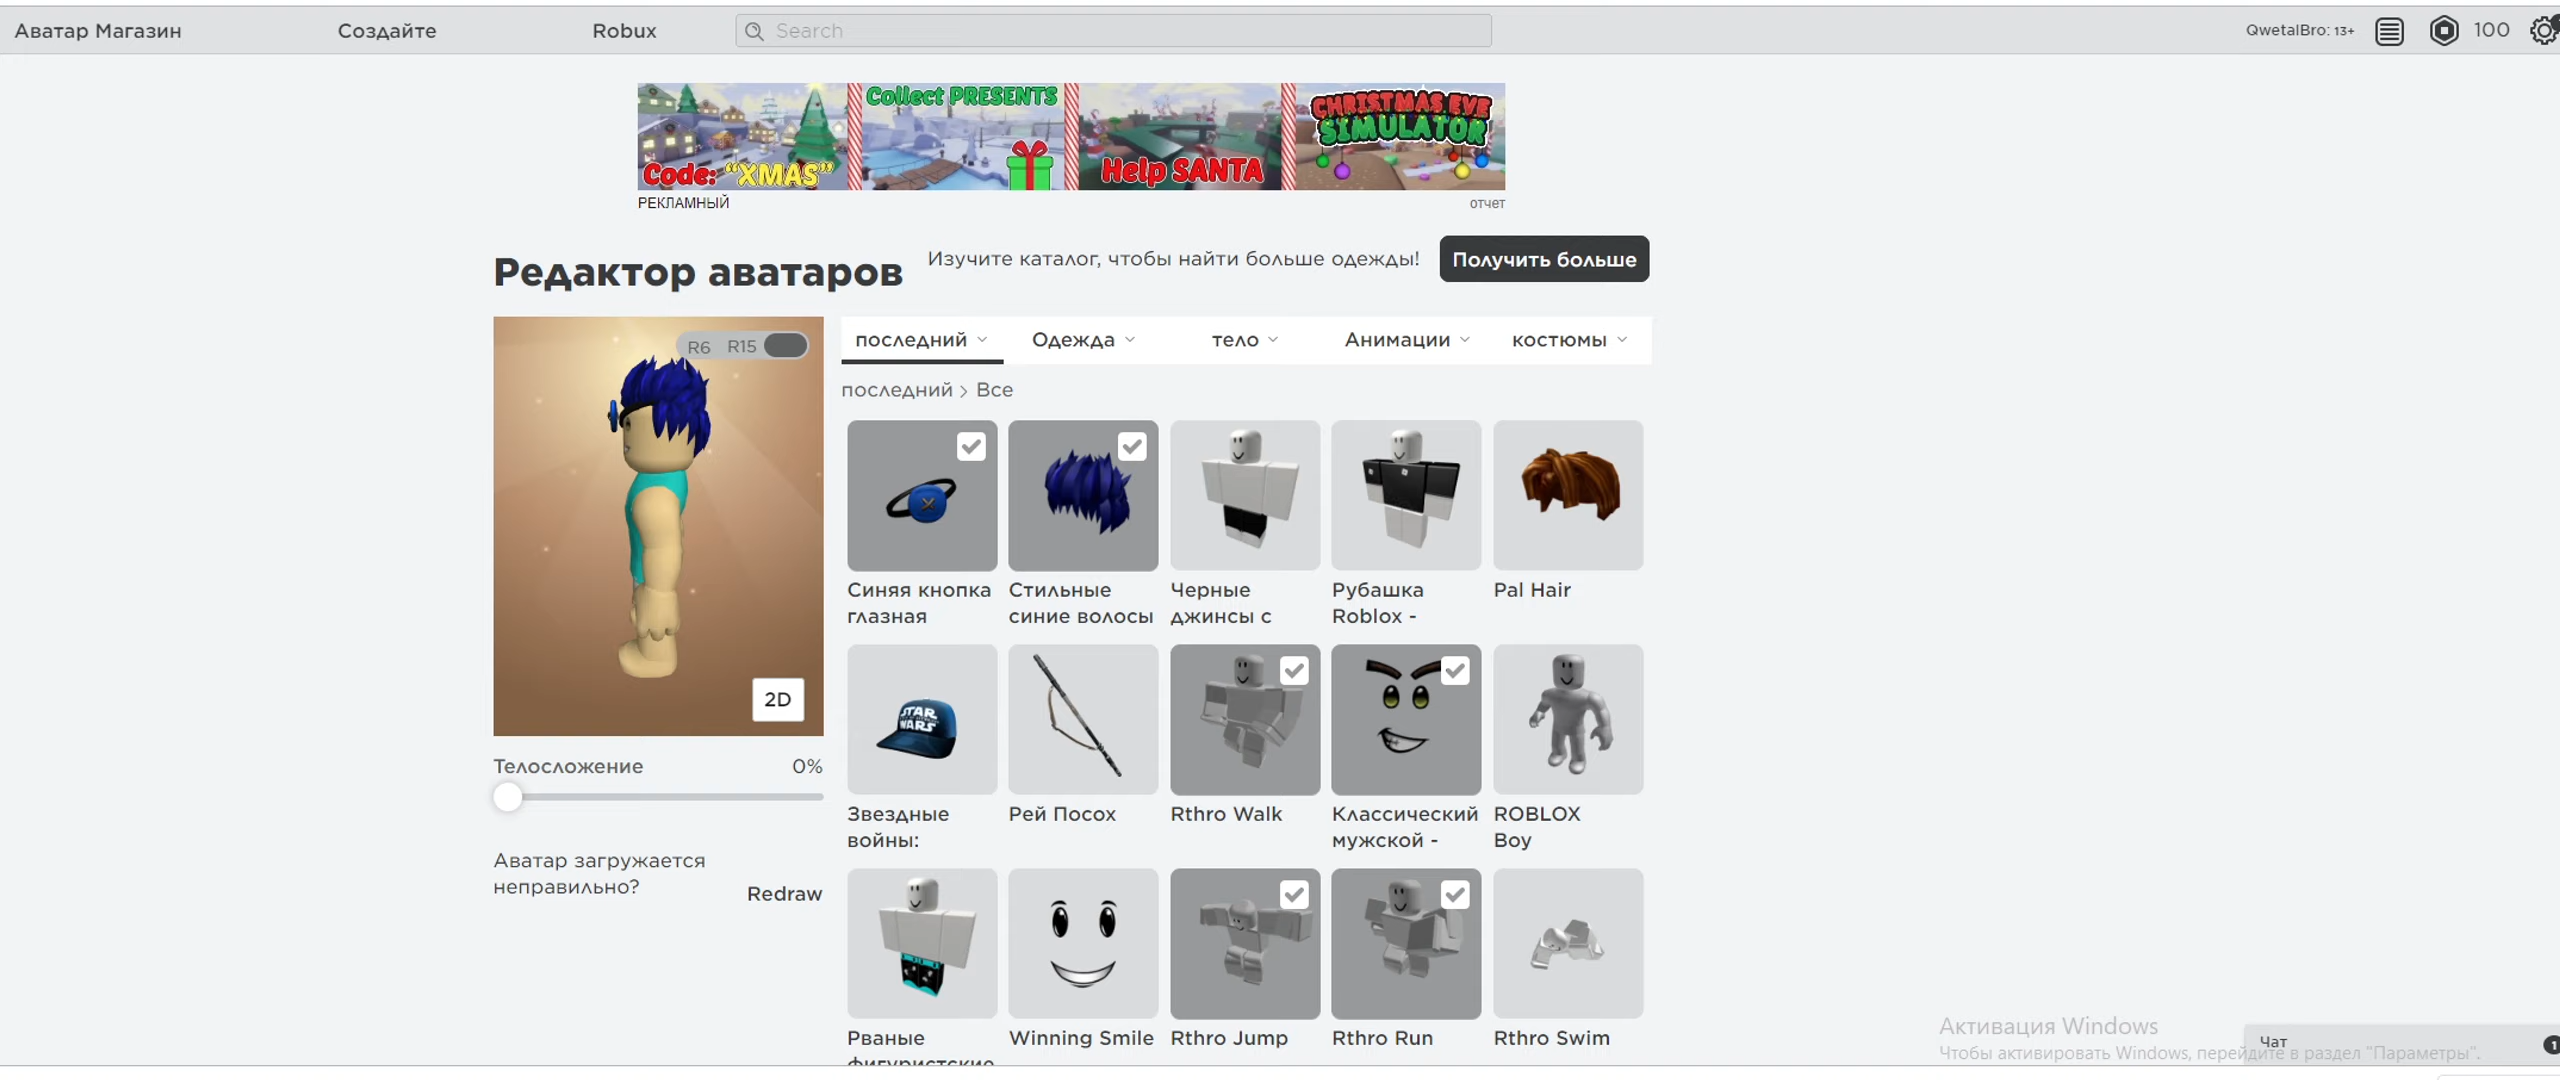 Аватар Магазин
Создайте
Robux
Search
QwetalBro: 13+
100
Code: “XMAS”
Collect PRESENTS
Help SANTA
CHRISTMAS EVE
SIMULATOR
РЕКЛАМНЫЙ
отчет
Редактор аватаров
Изучите каталог, чтобы найти больше одежды!
Получить больше
R6 R15
последний
Одежда
тело
Анимации
костюмы
последний > Все
Синяя кнопка
глазная
Стильные
синие волосы
Черные
джинсы с
Рубашка
Roblox -
Pal Hair
2D
Телосложение
0%
STAR
WARS
Звездные
войны:
Рей Посох
Rthro Walk
Классический
мужской -
ROBLOX
Boy
Аватар загружается
неправильно?
Redraw
Рваные
фигуристские
Winning Smile
Rthro Jump
Rthro Run
Rthro Swim
Активация Windows
Чтобы активировать Windows, перейдите в раздел "Параметры".
Чат
1